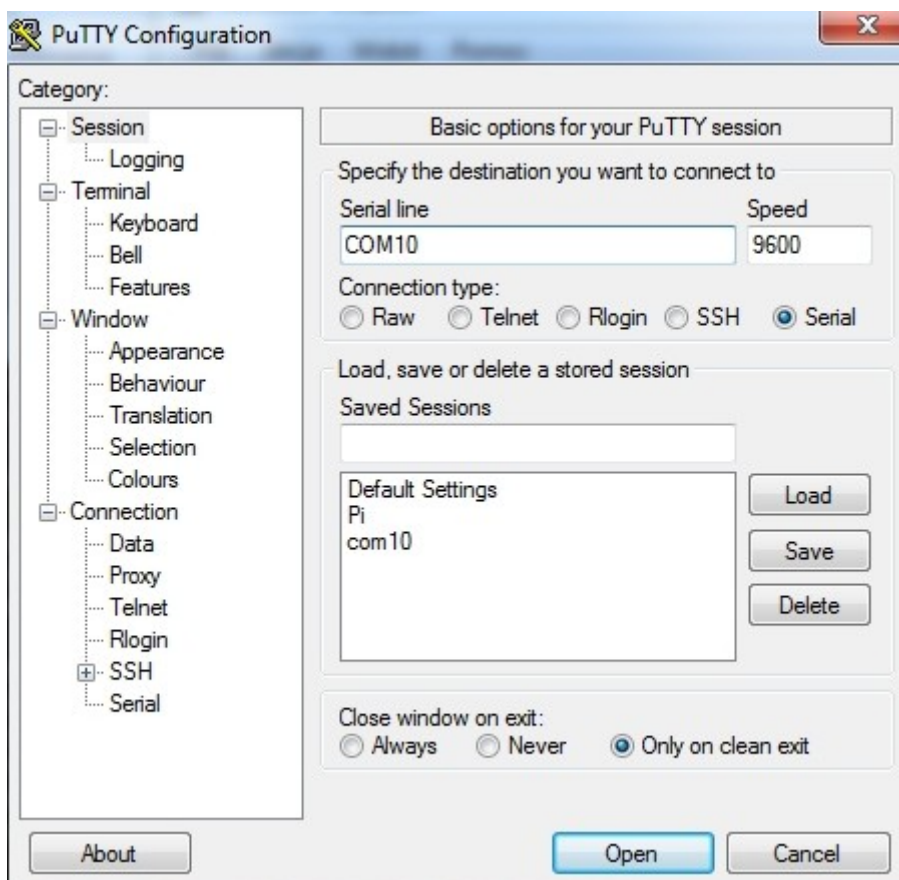 PuTTY Configuration
Category:
Session
Logging
Terminal
Keyboard
Bell
Features
Window
Appearance
Behaviour
Translation
Selection
Colours
Connection
Data
Proxy
Telnet
Rlogin
SSH
Serial
Basic options for your PuTTY session
Specify the destination you want to connect to
Serial line Speed
COM10 9600
Connection type:
Raw Telnet Rlogin SSH Serial
Load, save or delete a stored session
Saved Sessions
Default Settings
Pi
com10
Load
Save
Delete
Close window on exit:
Always Never Only on clean exit
About Open Cancel